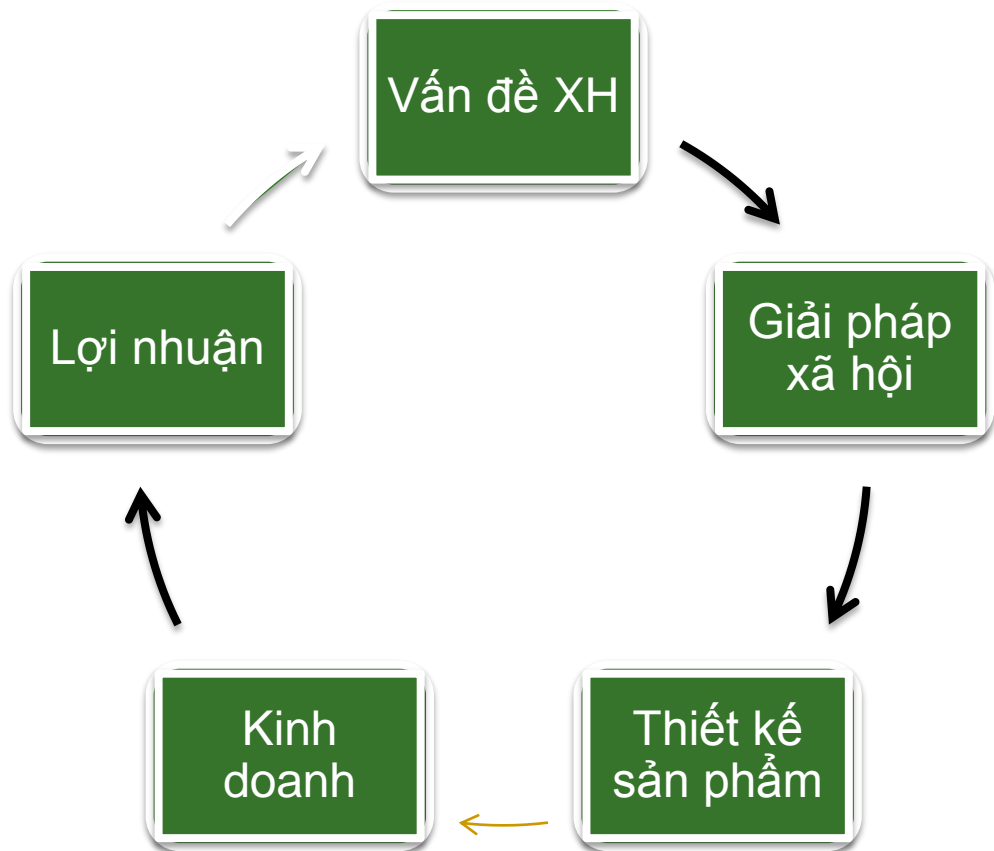 Vấn đề XH
Giải pháp
xã hội
Thiết kế
sản phẩm
Kinh
doanh
Lợi nhuận